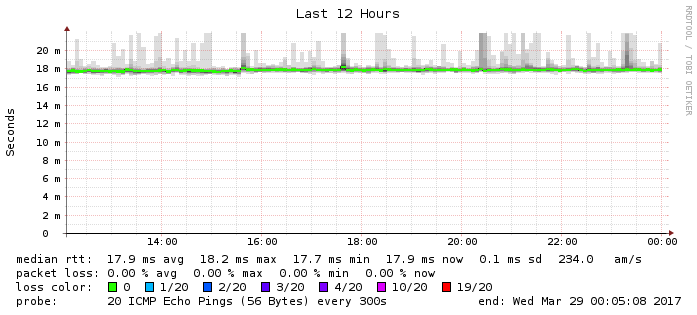 Last 12 Hours
RRDTOOL / TOBI OETIKER
Seconds
20 m
18 m
16 m
14 m
12 m
10 m
8 m
6 m
4 m
2 m
0
14:00 16:00 18:00 20:00 22:00 00:00
median rtt: 17.9 ms avg 18.2 ms max 17.7 ms min 17.9 ms now 0.1 ms sd 234.0 am/s
packet loss: 0.00 % avg 0.00 % max 0.00 % min 0.00 % now
loss color: 0 1/20 2/20 3/20 4/20 10/20 19/20
probe: 20 ICMP Echo Pings (56 Bytes) every 300s end: Wed Mar 29 00:05:08 2017